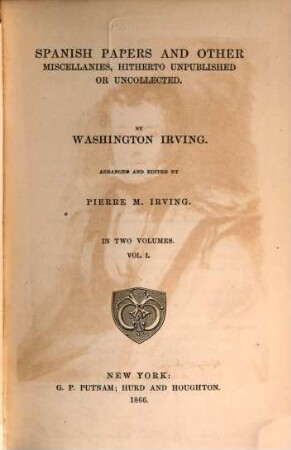 SPANISH PAPERS AND OTHER
MISCELLANIES, HITHERTO UNPUBLISHED
OR UNCOLLECTED.
BY
WASHINGTON IRVING.
ARRANGED AND EDITED BY
PIERRE M. IRVING.
IN TWO VOLUMES.
VOL. I.
NEW YORK:
G. P. PUTNAM; HURD AND HOUGHTON.
1866.